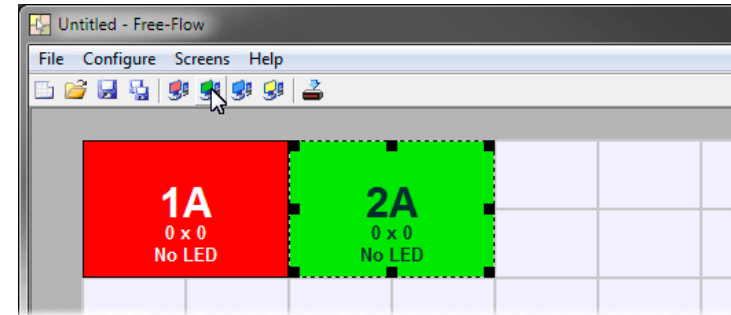 Untitled - Free-Flow
File Configure Screens Help
1A
0 x 0
No LED
2A
0 x 0
No LED